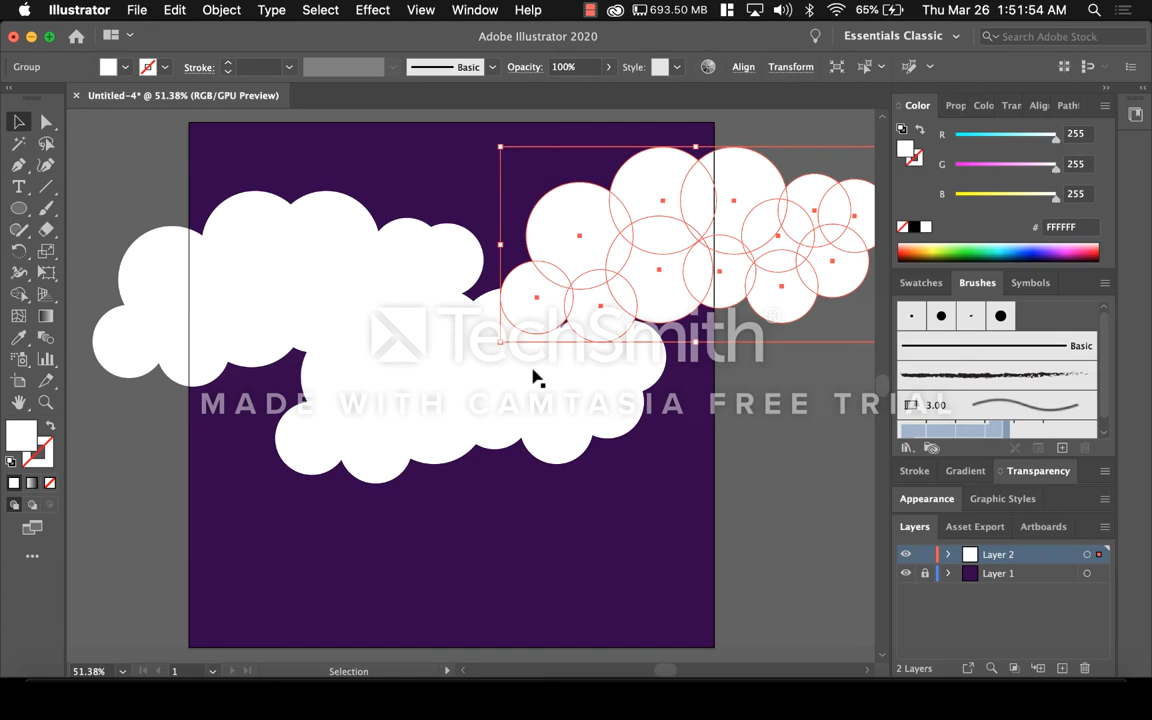 Illustrator File Edit Object Type Select Effect View Window Help 693.50 MB 65% Thu Mar 26 1:51:54 AM
Adobe Illustrator 2020 Essentials Classic Search Adobe Stock
Group Stroke: Basic Opacity: 100% Style: Align Transform
× Untitled-4* @ 51.38% (RGB/GPU Preview)
Color Prop Colo Tran Alig Path
R 255
G 255
B 255
# FFFFFF
Swatches Brushes Symbols
Basic
3.00
TechSmith®
MADE WITH CAMTASIA FREE TRIAL
Stroke Gradient Transparency
Appearance Graphic Styles
Layers Asset Export Artboards
Layer 2
Layer 1
51.38% 1 Selection 2 Layers